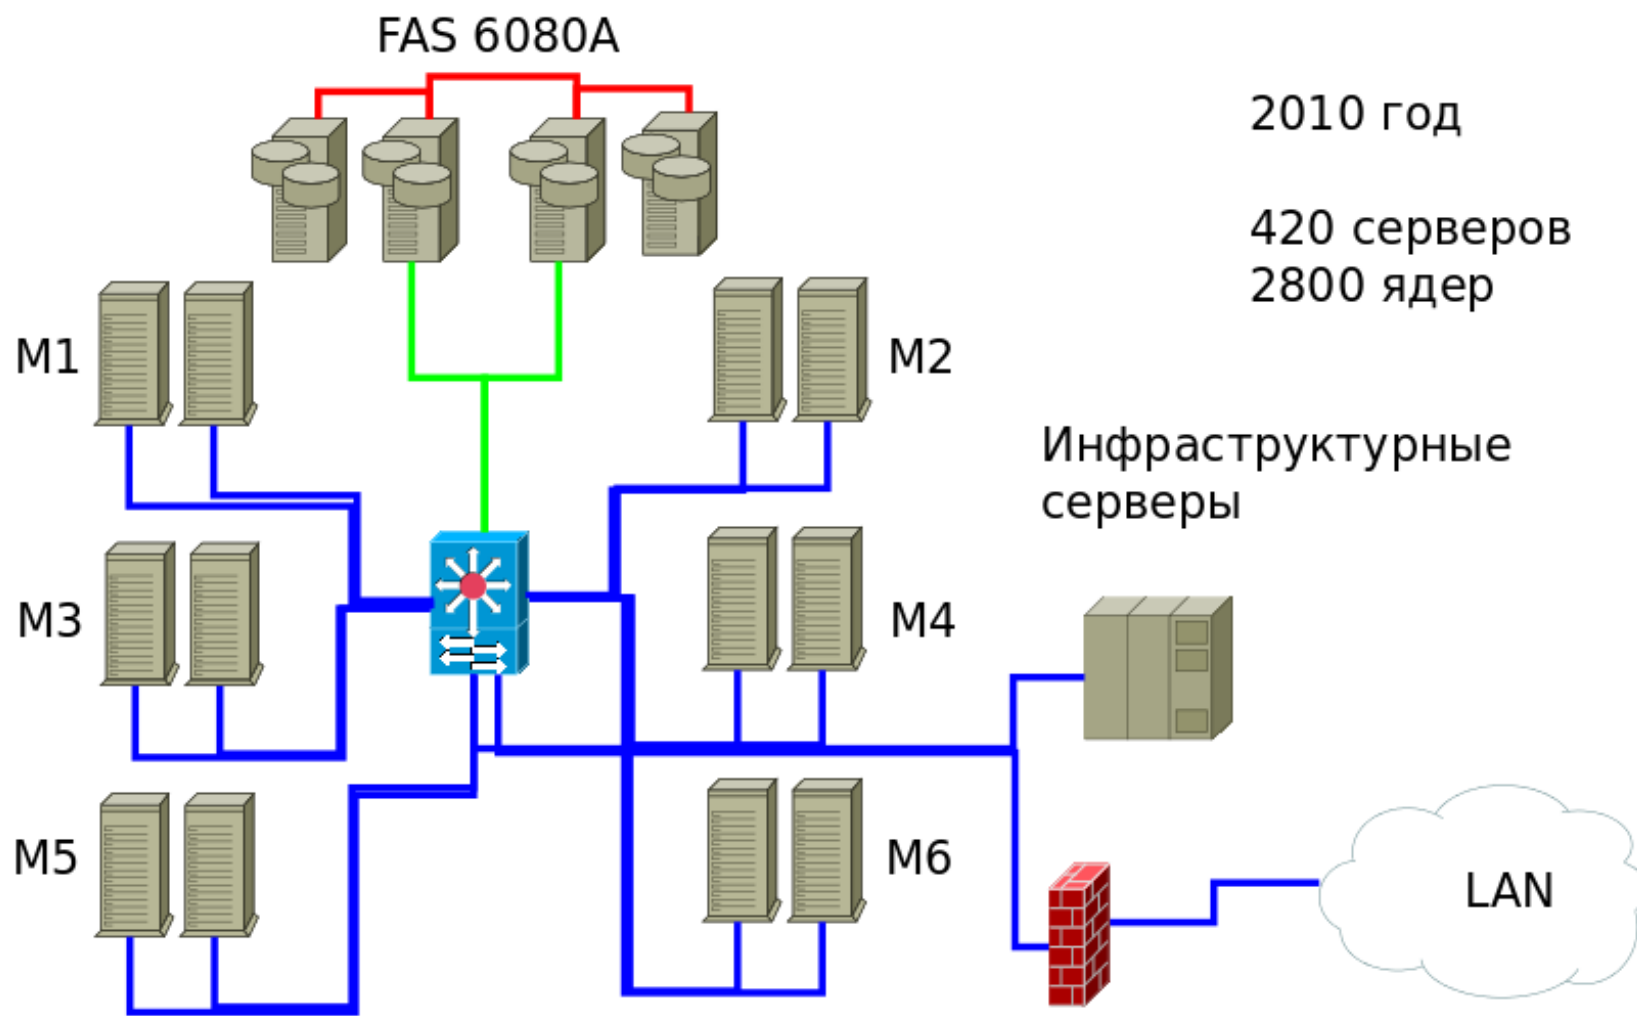 FAS 6080A
2010 год
420 серверов
2800 ядер
M1
M2
Инфраструктурные
серверы
M3
M4
M5
M6
LAN